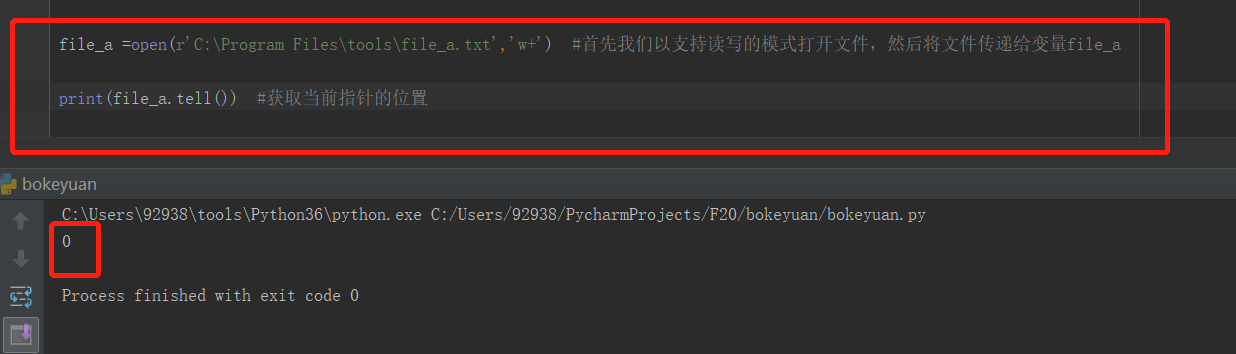 file_a =open(r'C:\Program Files\tools\file_a.txt','w+')  #首先我们以支持读写的模式打开文件，然后将文件传递给变量file_a
print(file_a.tell())  #获取当前指针的位置
bokeyuan
C:\Users\92938\tools\Python36\python.exe C:/Users/92938/PycharmProjects/F20/bokeyuan/bokeyuan.py
0
Process finished with exit code 0